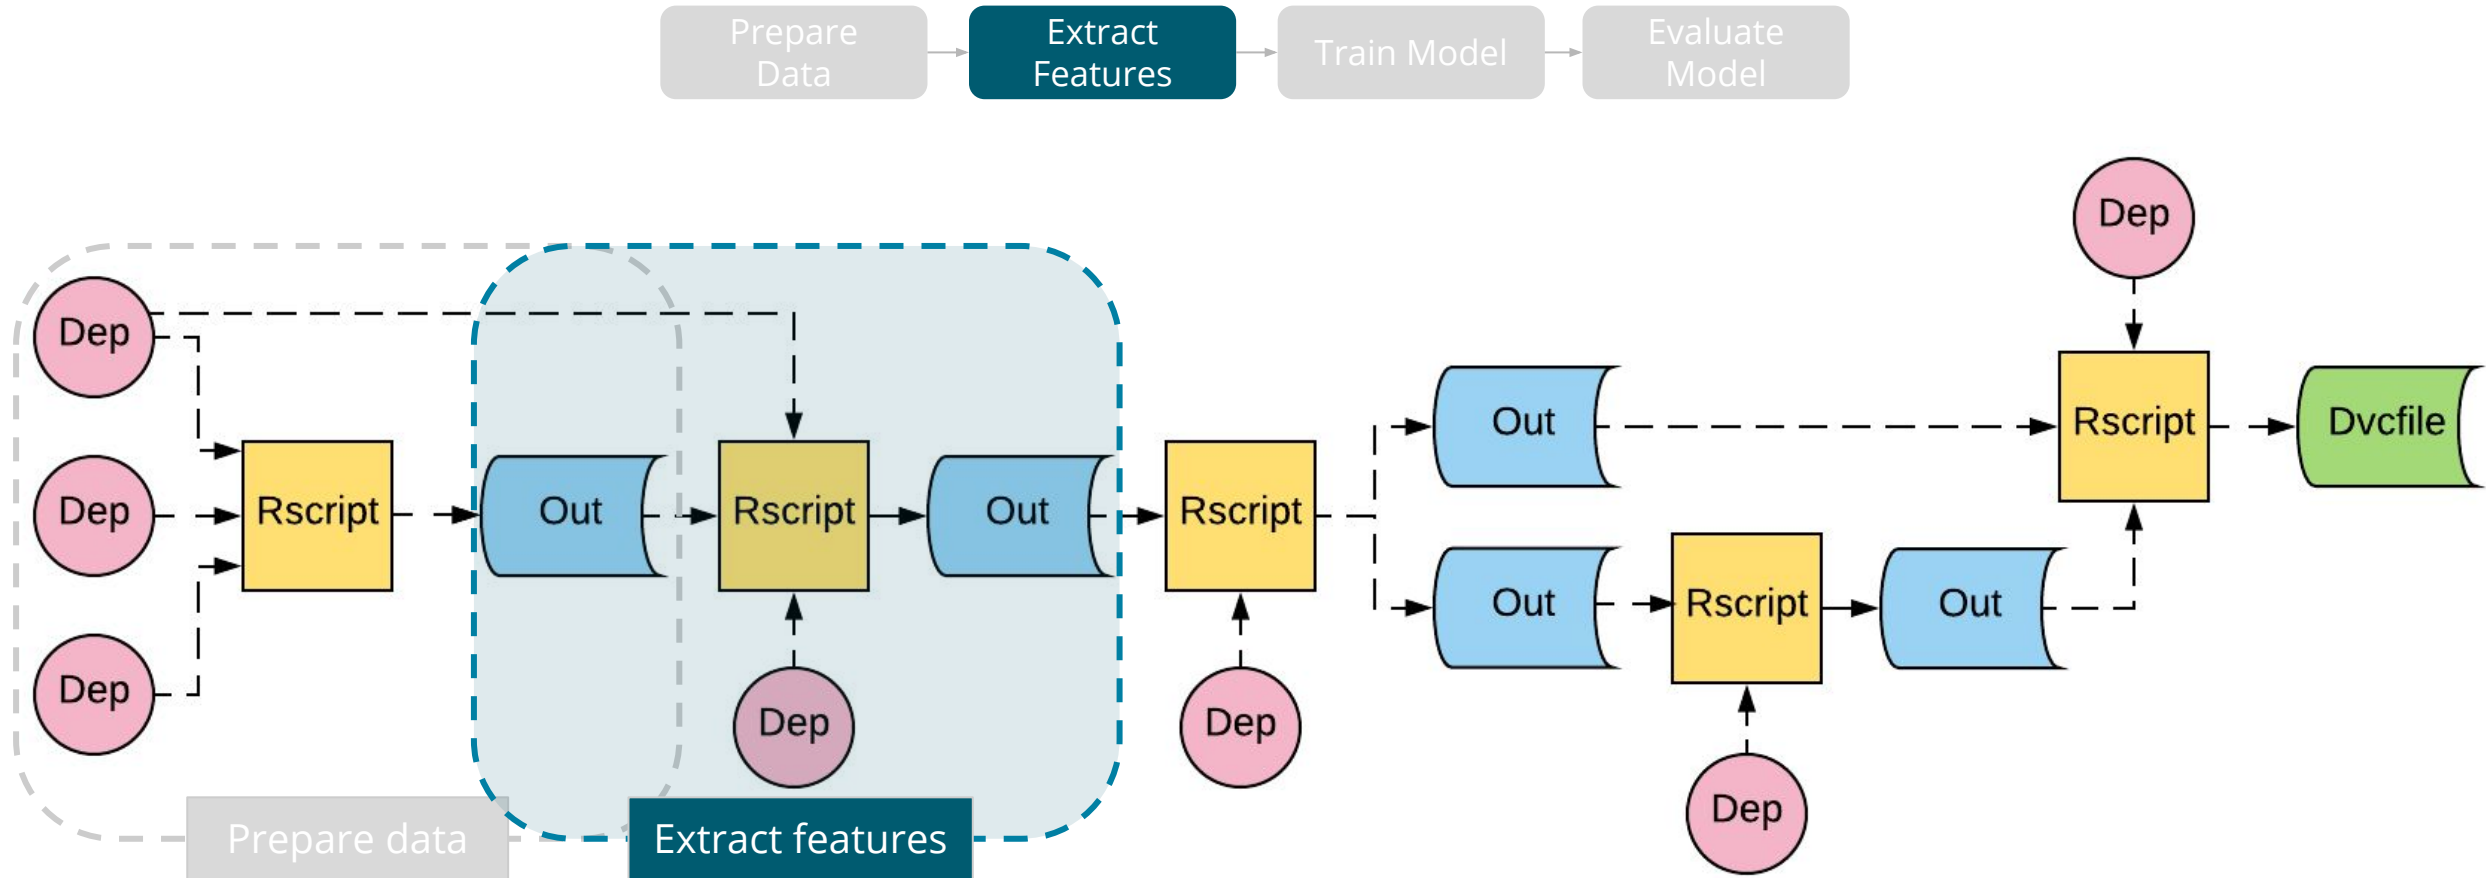 Prepare
Data
Extract
Features
Train Model
Evaluate
Model
Dep
Dep
Out
Rscript
Dvcfile
Dep
Rscript
Out
Rscript
Out
Rscript
Dep
Out
Rscript
Out
Dep
Dep
Dep
Dep
Prepare data
Extract features